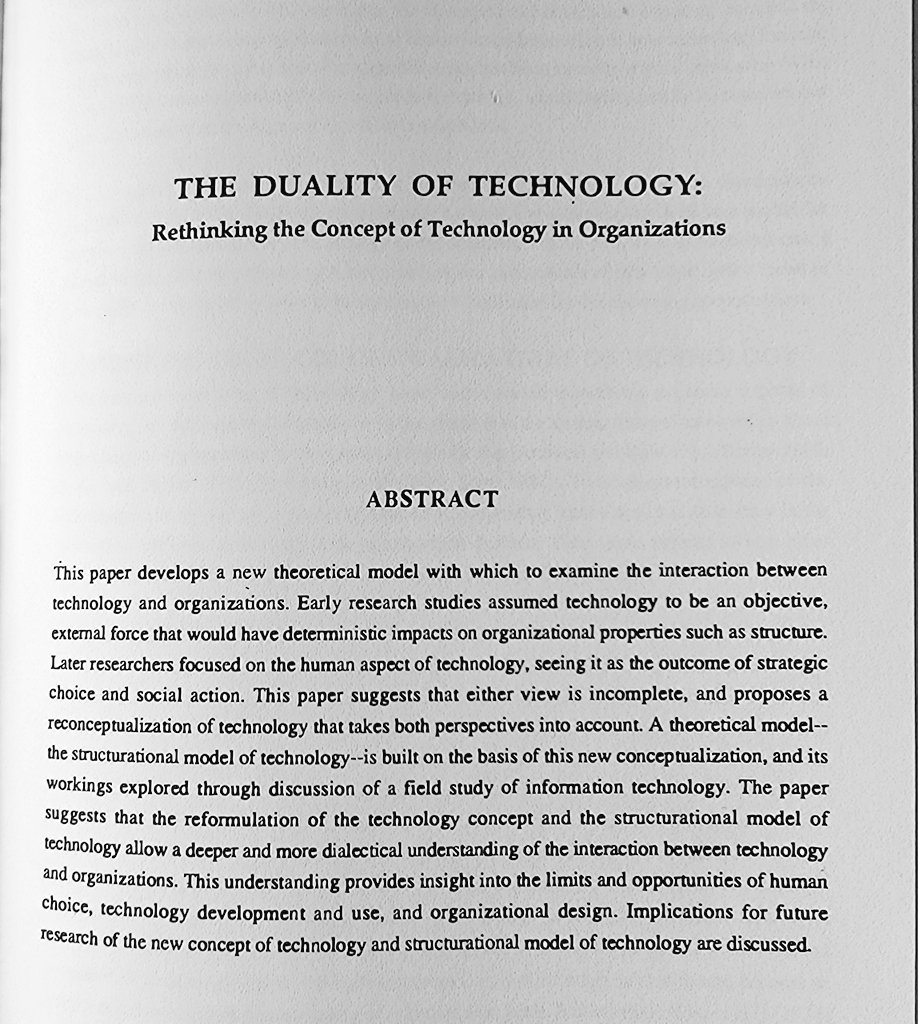 THE DUALITY OF TECHNOLOGY:
Rethinking the Concept of Technology in Organizations
ABSTRACT
This paper develops a new theoretical model with which to examine the interaction between
technology and organizations. Early research studies assumed technology to be an objective,
external force that would have deterministic impacts on organizational properties such as structure.
Later researchers focused on the human aspect of technology, seeing it as the outcome of strategic
choice and social action. This paper suggests that either view is incomplete, and proposes a
reconceptualization of technology that takes both perspectives into account. A theoretical model--
the structurational model of technology--is built on the basis of this new conceptualization, and its
workings explored through discussion of a field study of information technology. The paper
suggests that the reformulation of the technology concept and the structurational model of
technology allow a deeper and more dialectical understanding of the interaction between technology
and organizations. This understanding provides insight into the limits and opportunities of human
choice, technology development and use, and organizational design. Implications for future
research of the new concept of technology and structurational model of technology are discussed.